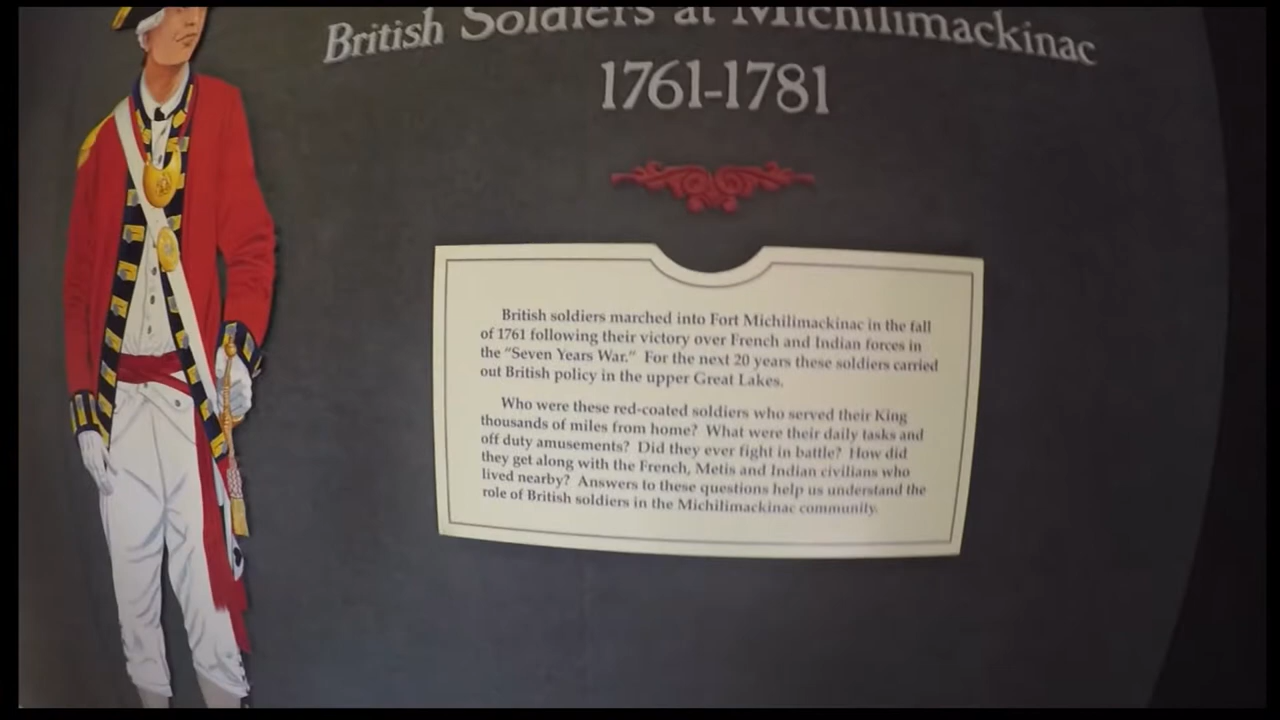 British Soldiers at Michilimackinac
1761-1781
British soldiers marched into Fort Michilimackinac in the fall
of 1761 following their victory over French and Indian forces in
the “Seven Years War.” For the next 20 years these soldiers carried
out British policy in the upper Great Lakes.
Who were these red-coated soldiers who served their King
thousands of miles from home? What were their daily tasks and
off duty amusements? Did they ever fight in battle? How did
they get along with the French, Metis and Indian civilians who
lived nearby? Answers to these questions help us understand the
role of British soldiers in the Michilimackinac community.